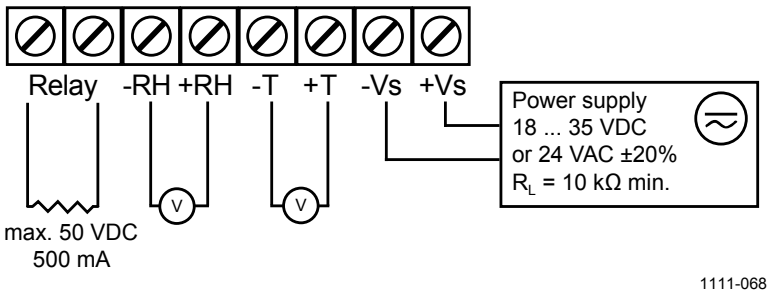 Relay -RH +RH -T +T -Vs +Vs
Power supply
18 ... 35 VDC
or 24 VAC ±20%
RL = 10 kΩ min.
V V
max. 50 VDC
500 mA
1111-068